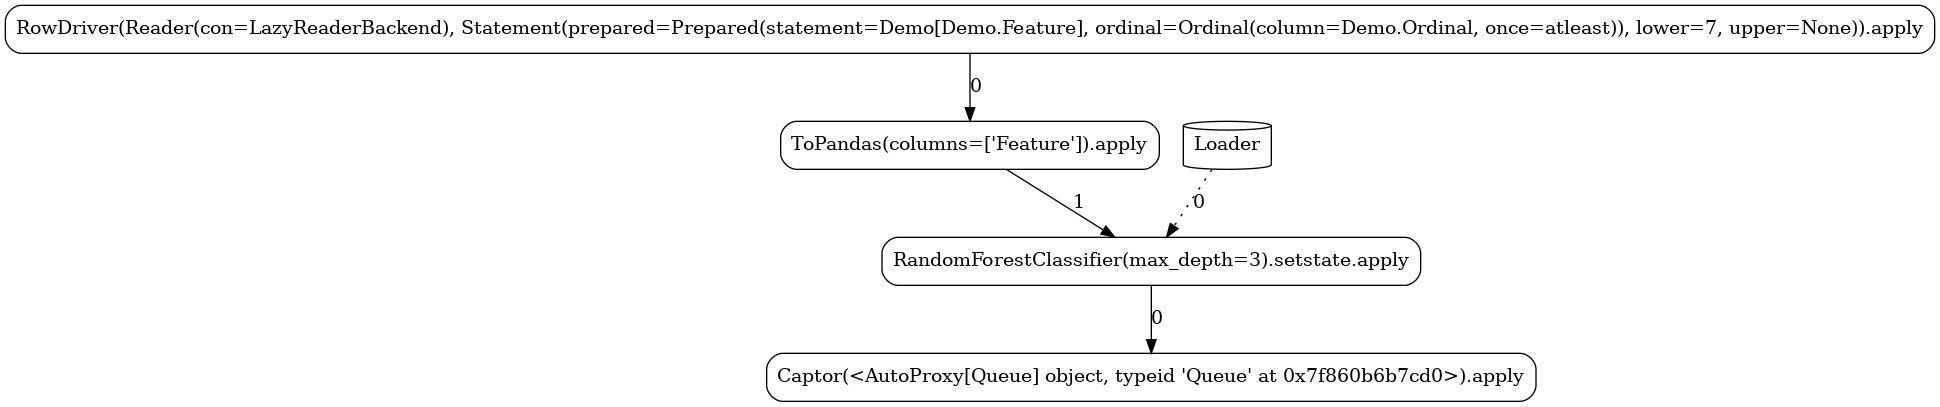 RowDriver(Reader(con=LazyReaderBackend), Statement(prepared=Prepared(statement=Demo[Demo.Feature], ordinal=Ordinal(column=Demo.Ordinal, once=atleast)), lower=7, upper=None)).apply
0
ToPandas(columns=['Feature']).apply
Loader
1
0
RandomForestClassifier(max_depth=3).setstate.apply
0
Captor(<AutoProxy[Queue] object, typeid 'Queue' at 0x7f860b6b7cd0>).apply